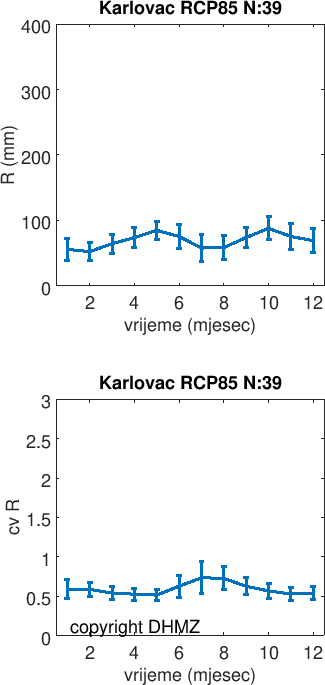 Karlovac RCP85 N:39
400
300
200
100
0
R (mm)
2 4 6 8 10 12
vrijeme (mjesec)
Karlovac RCP85 N:39
3
2.5
2
1.5
1
0.5
0
cv R
copyright DHMZ
2 4 6 8 10 12
vrijeme (mjesec)